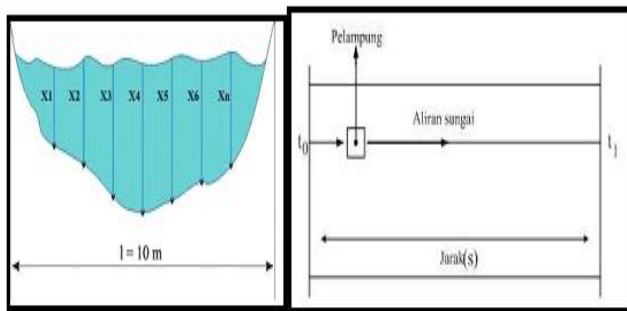 X1 X2 X3 X4 X5 X6 Xn
l = 10 m
Pelampung
Aliran sungai
t0 t1
Jarak(s)